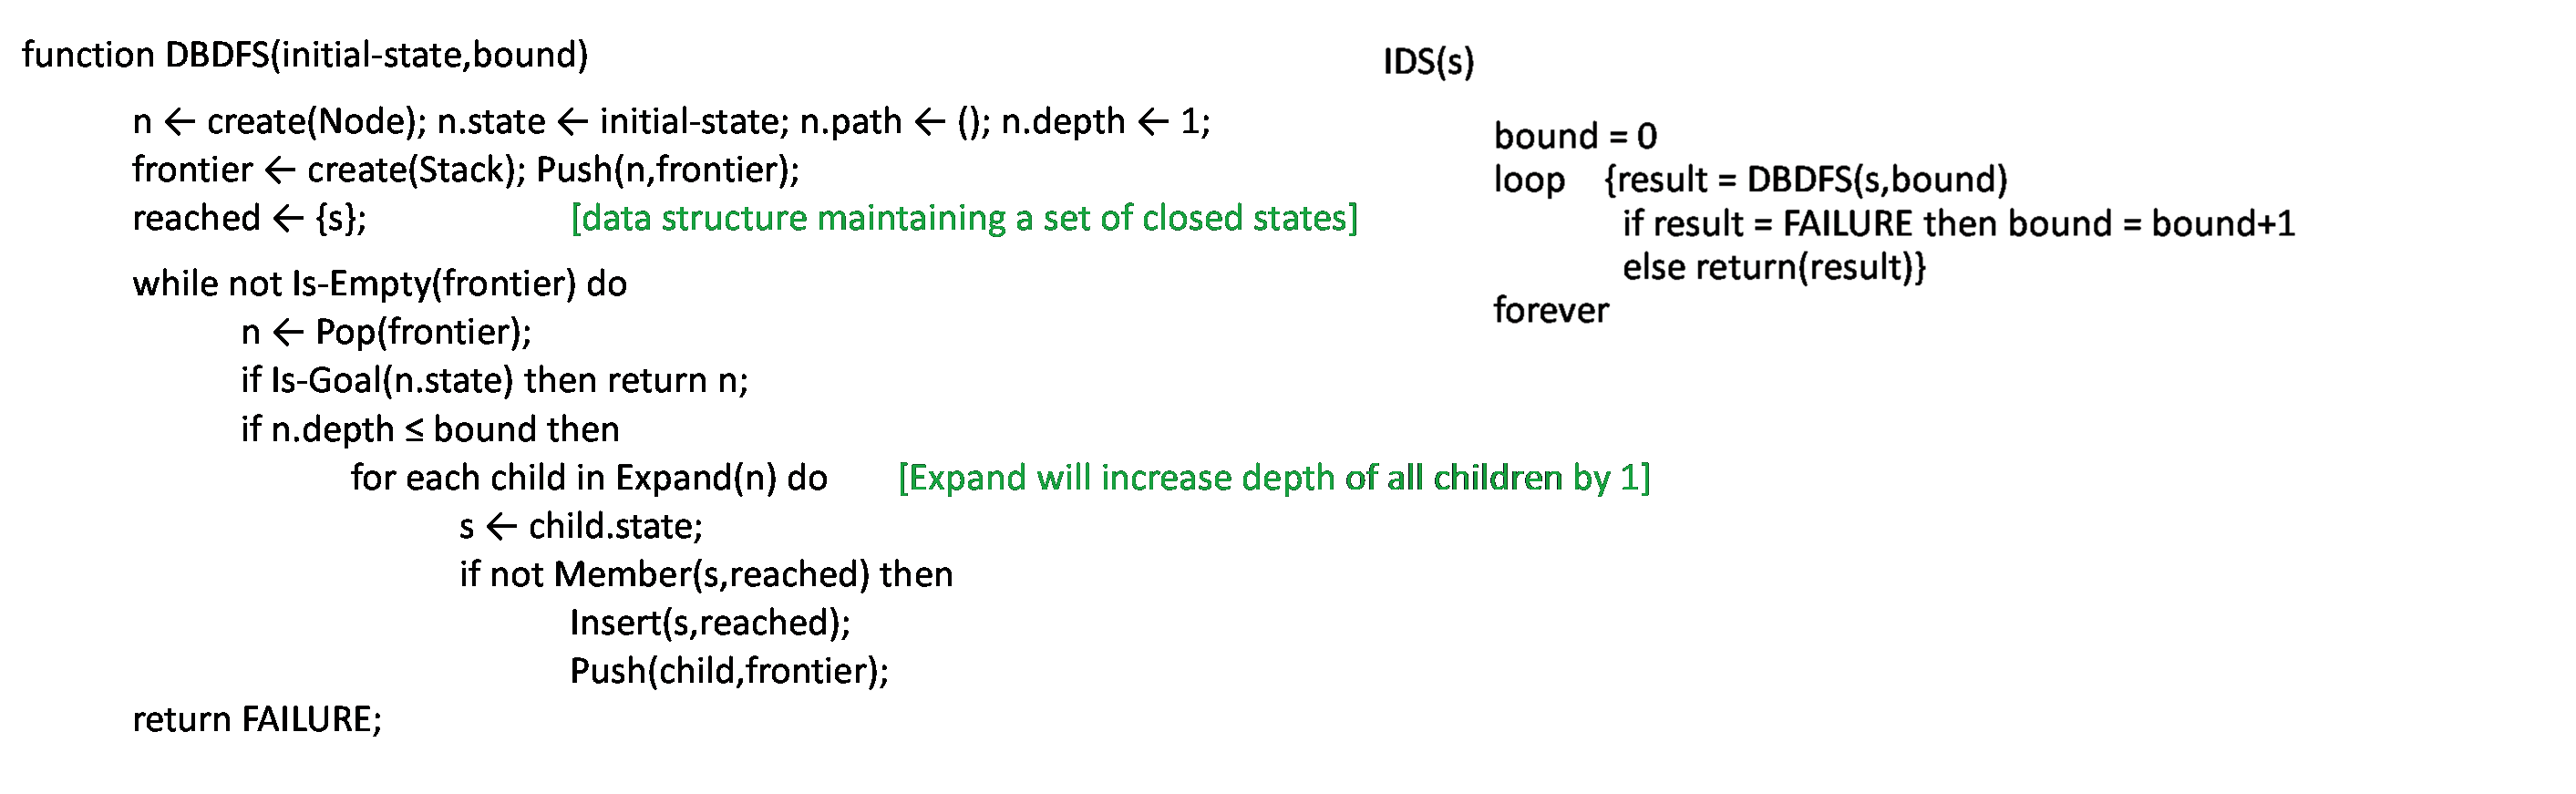 function DBDFS(initial-state,bound)
n ← create(Node); n.state ← initial-state; n.path ← (); n.depth ← 1;
frontier ← create(Stack); Push(n,frontier);
reached ← {s}; [data structure maintaining a set of closed states]
while not Is-Empty(frontier) do
n ← Pop(frontier);
if Is-Goal(n.state) then return n;
if n.depth ≤ bound then
for each child in Expand(n) do [Expand will increase depth of all children by 1]
s ← child.state;
if not Member(s,reached) then
Insert(s,reached);
Push(child,frontier);
return FAILURE;
IDS(s)
bound = 0
loop {result = DBDFS(s,bound)
if result = FAILURE then bound = bound+1
else return(result)}
forever